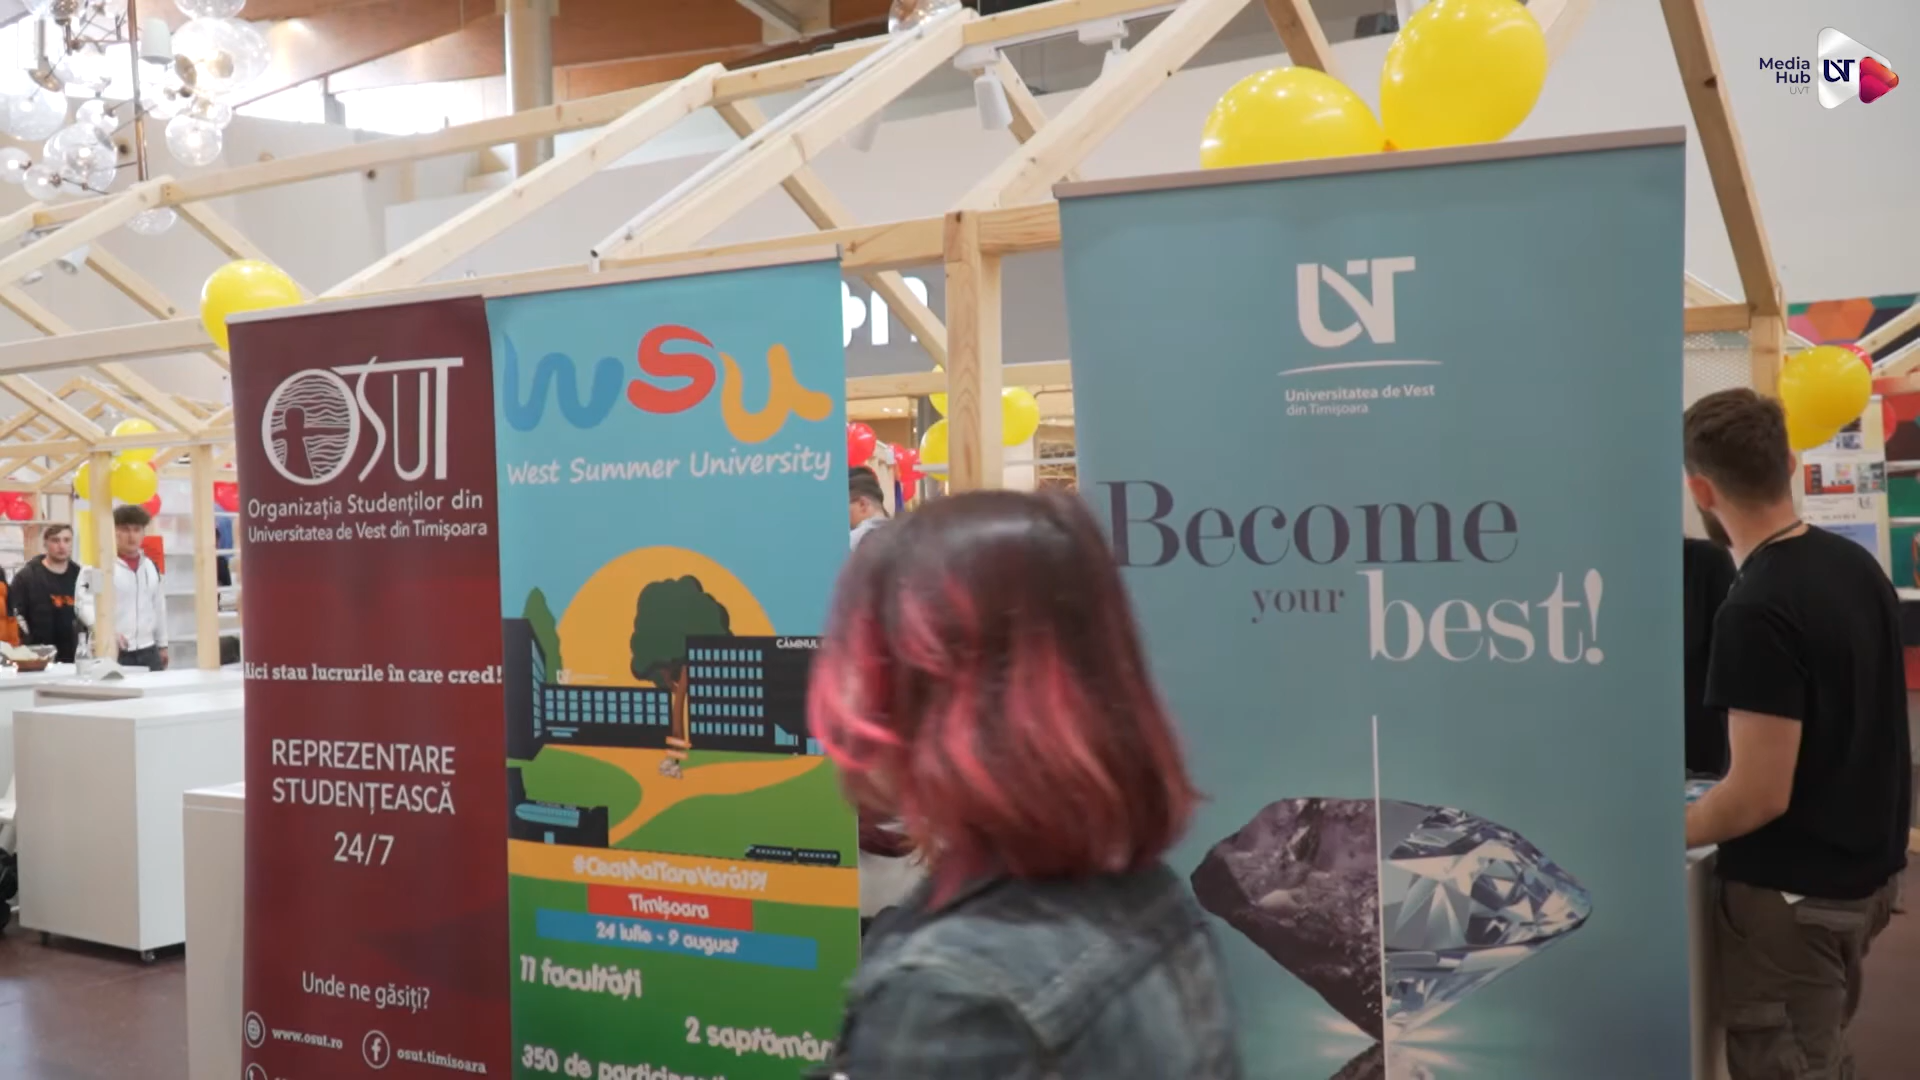 Media
Hub
UVT
UVT
OSUT
Organizația Studenților din
Universitatea de Vest din Timișoara
Aici stau lucrurile în care cred!
REPREZENTARE
STUDENȚEASCĂ
24/7
Unde ne găsiți?
www.osut.ro
osut.timisoara
wsu
West Summer University
CĂMINUL
#CeaMaiTareVară19!
Timișoara
24 iulie - 9 august
11 facultăți
2 săptămân
350 de
UVT
Universitatea de Vest
din Timișoara
Become
your
best!